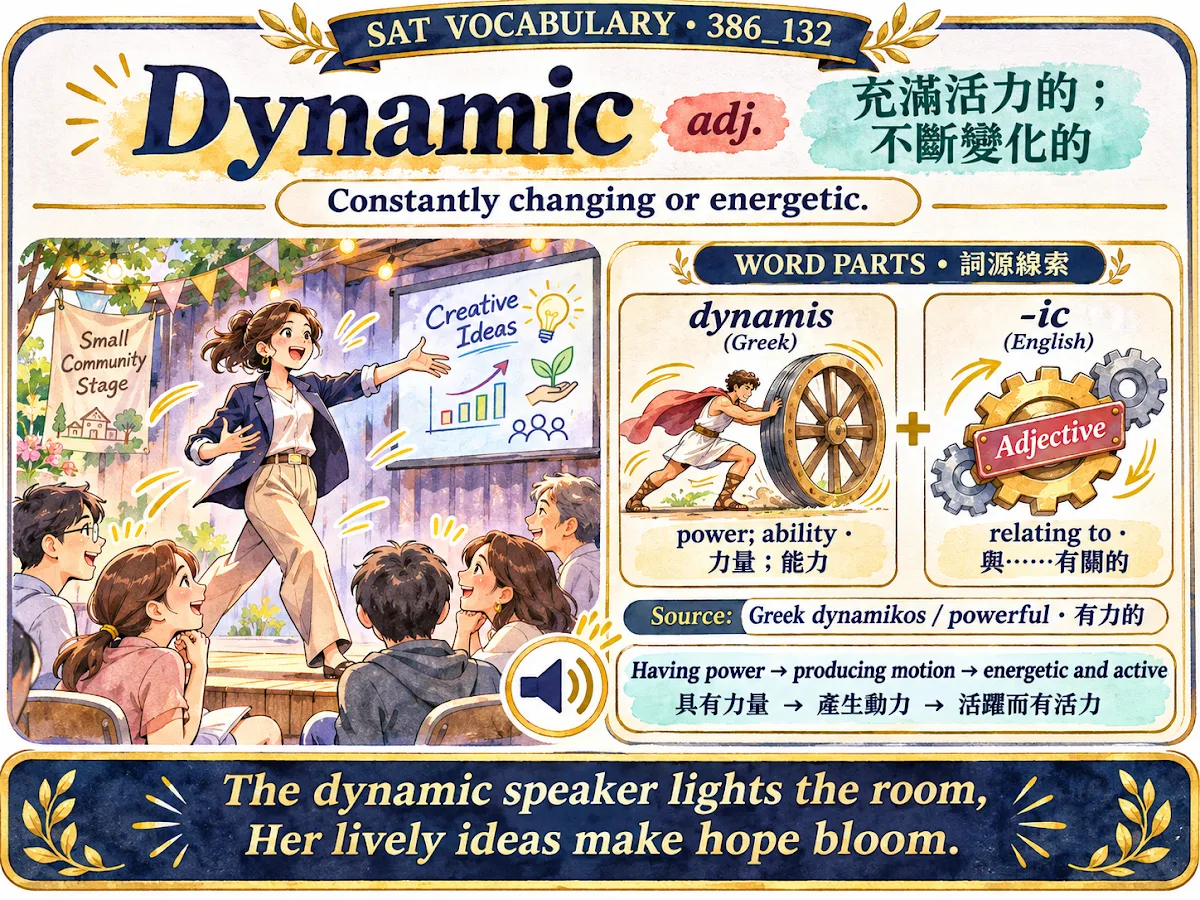 SAT VOCABULARY • 386_132
Dynamic
adj.
充滿活力的；
不斷變化的
Constantly changing or energetic.
Small
Community
Stage
Creative
Ideas
WORD PARTS • 詞源線索
dynamis
(Greek)
power; ability ·
力量；能力
+
-ic
(English)
Adjective
relating to ·
與……有關的
Source: Greek dynamikos / powerful · 有力的
Having power → producing motion → energetic and active
具有力量 → 產生動力 → 活躍而有活力
The dynamic speaker lights the room,
Her lively ideas make hope bloom.